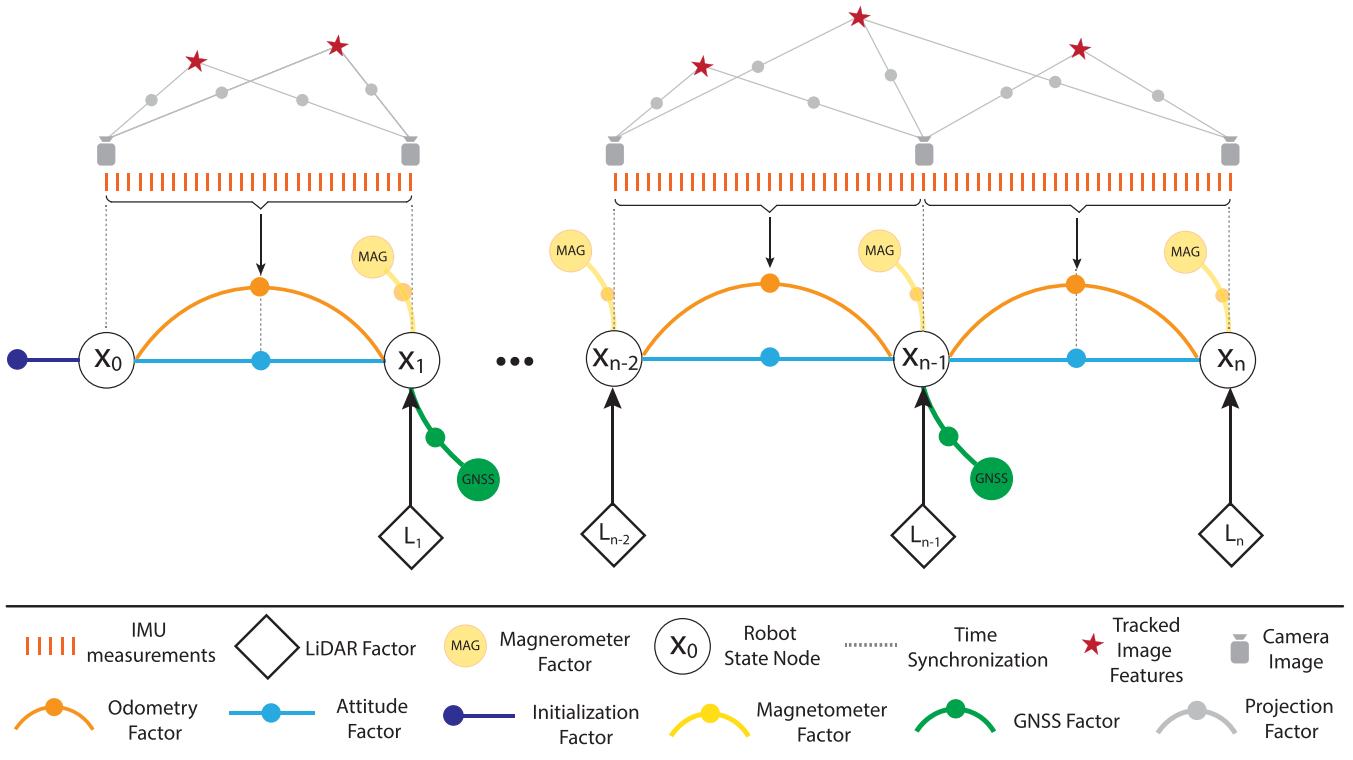 MAG
MAG
MAG
MAG
X0
X1
Xn-2
Xn-1
Xn
GNSS
GNSS
L1
Ln-2
Ln-1
Ln
IMU
measurements
LiDAR Factor
MAG
Magnerometer
Factor
X0
Robot
State Node
Time
Synchronization
Tracked
Image
Features
Camera
Image
Odometry
Factor
Attitude
Factor
Initialization
Factor
Magnetometer
Factor
GNSS Factor
Projection
Factor